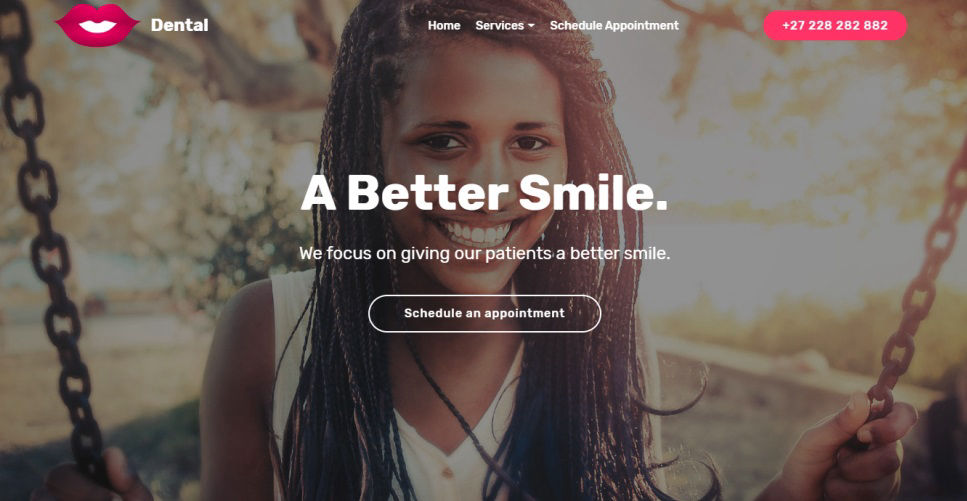 Dental
Home Services Schedule Appointment
+27 228 282 882
A Better Smile.
We focus on giving our patients a better smile.
Schedule an appointment